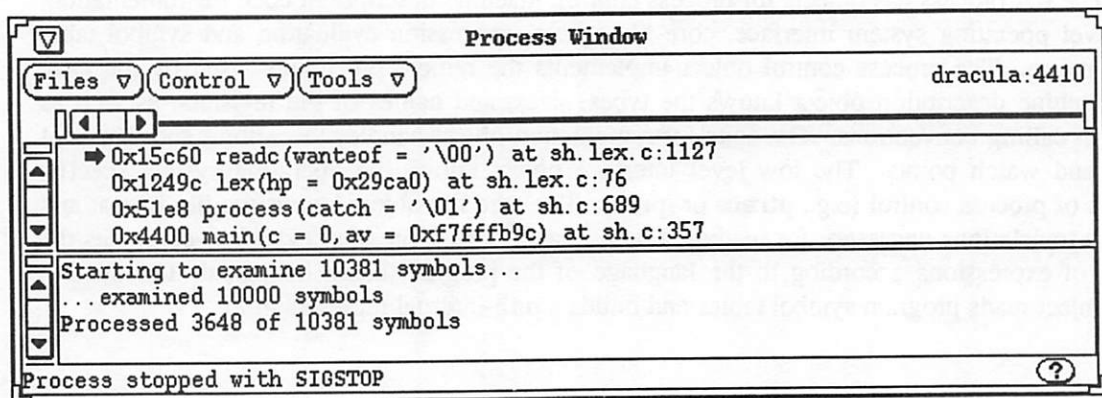 Process Window
Files Control Tools dracula:4410
0x15c60 readc(wanteof = '\00') at sh.lex.c:1127
0x1249c lex(hp = 0x29ca0) at sh.lex.c:76
0x51e8 process(catch = '\01') at sh.c:689
0x4400 main(c = 0, av = 0xf7fffb9c) at sh.c:357
Starting to examine 10381 symbols.
...examined 10000 symbols
Processed 3648 of 10381 symbols
Process stopped with SIGSTOP ?